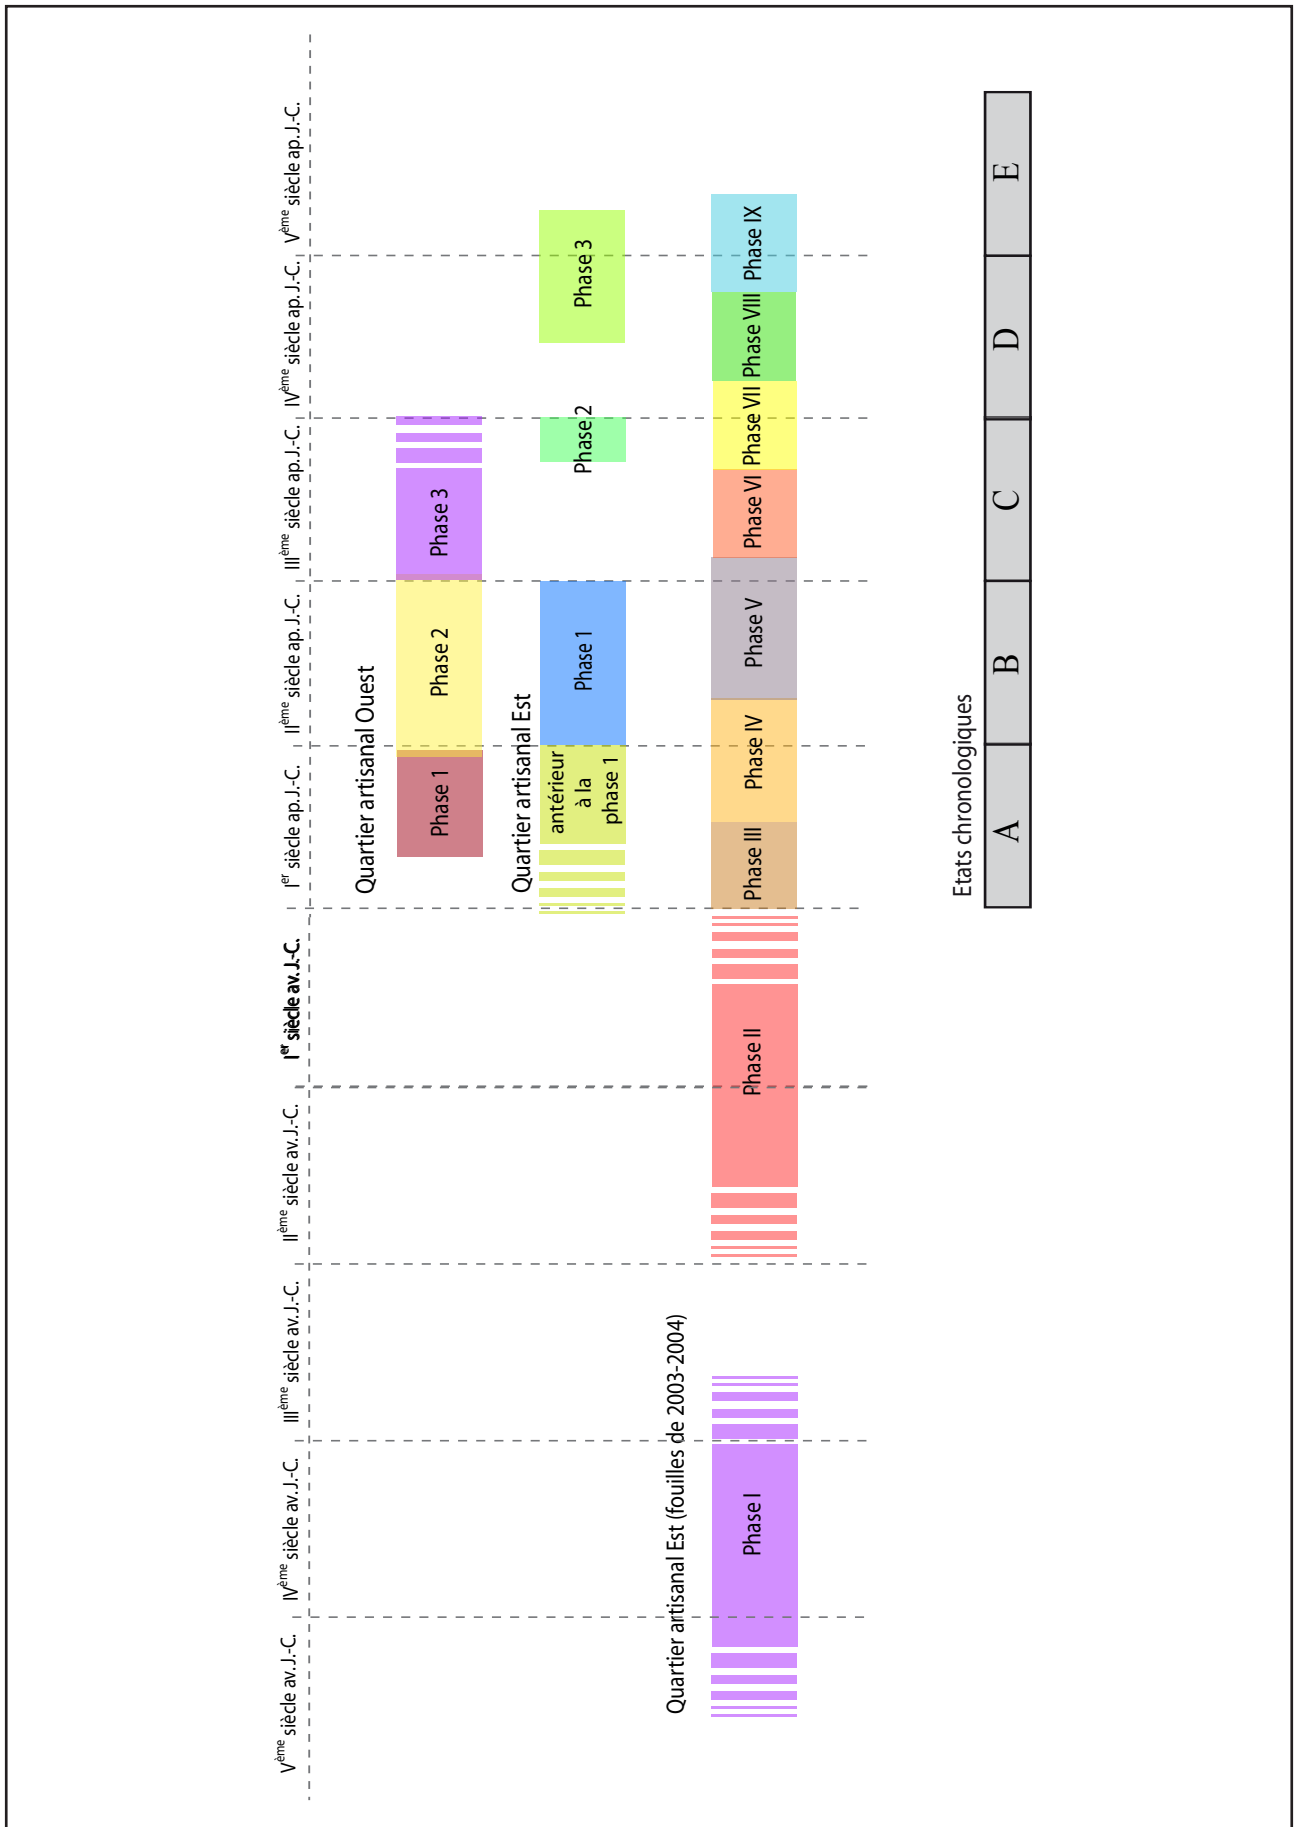 Vème siècle av. J.-C.
IVème siècle av. J.-C.
IIIème siècle av. J.-C.
IIème siècle av. J.-C.
Ier siècle av. J.-C.
Ier siècle ap. J.-C.
IIème siècle ap. J.-C.
IIIème siècle ap. J.-C.
IVème siècle ap. J.-C.
Vème siècle ap. J.-C.
Quartier artisanal Ouest
Phase 1
Phase 2
Phase 3
Quartier artisanal Est
antérieur
à la
phase 1
Phase 1
Phase 2
Phase 3
Quartier artisanal Est (fouilles de 2003-2004)
Phase I
Phase II
Phase III
Phase IV
Phase V
Phase VI
Phase VII
Phase VIII
Phase IX
Etats chronologiques
A
B
C
D
E